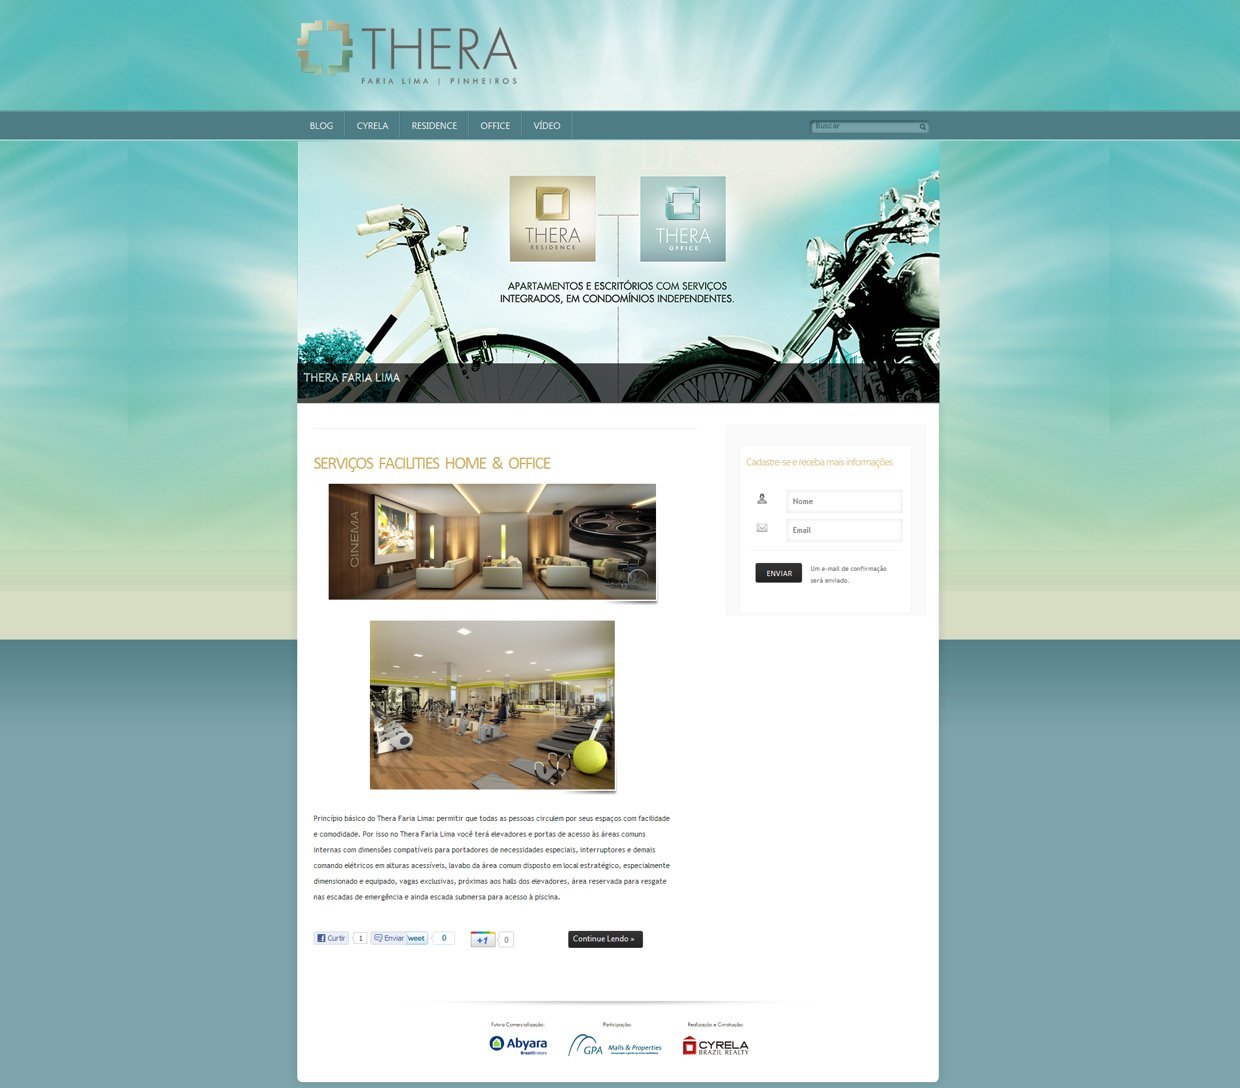 THERA
FARIA LIMA | PINHEIROS
BLOG
CYRELA
RESIDENCE
OFFICE
VÍDEO
Buscar
THERA
RESIDENCE
THERA
OFFICE
APARTAMENTOS E ESCRITÓRIOS COM SERVIÇOS
INTEGRADOS, EM CONDOMÍNIOS INDEPENDENTES.
THERA FARIA LIMA
SERVIÇOS FACILITIES HOME & OFFICE
CINEMA
Princípio básico do Thera Faria Lima: permitir que todas as pessoas circulem por seus espaços com facilidade
e comodidade. Por isso no Thera Faria Lima você terá elevadores e portas de acesso às áreas comuns
internas com dimensões compatíveis para portadores de necessidades especiais, interruptores e demais
comando elétricos em alturas acessíveis, lavabo da área comum disposto em local estratégico, especialmente
dimensionado e equipado, vagas exclusivas, próximas aos halls dos elevadores, área reservada para resgate
nas escadas de emergência e ainda escada submersa para acesso à piscina.
Curtir
1
Enviar
weet
0
+1
0
Continue Lendo »
Cadastre-se e receba mais informações
Nome
Email
ENVIAR
Um e-mail de confirmação
será enviado.
Futura Comercialização:
Abyara
BrasilBrokers
Participação:
GPA Malls & Properties
Realização e Construção:
CYRELA
BRAZIL REALTY